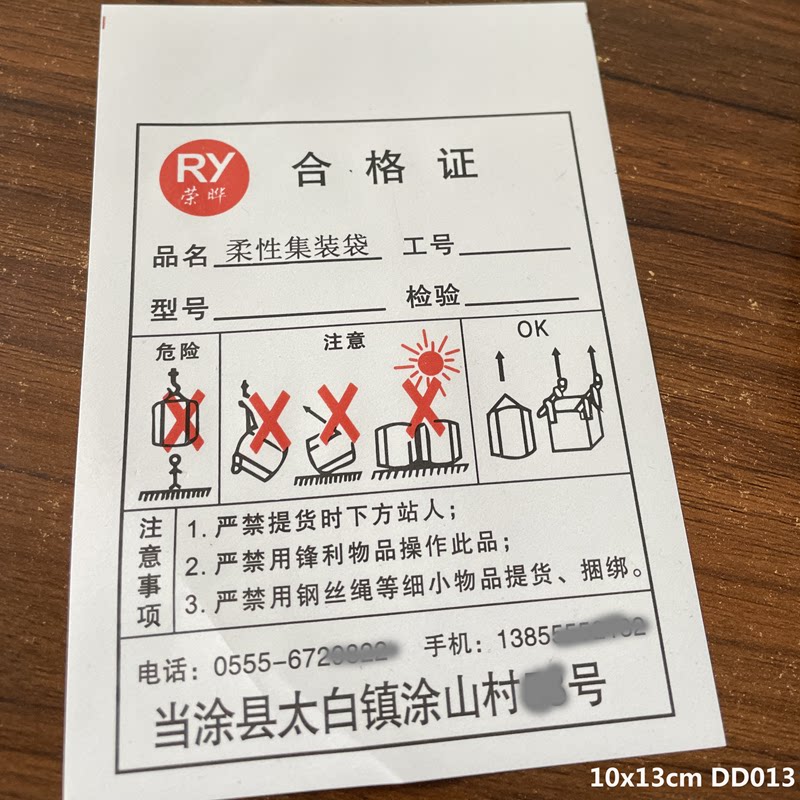 RY
荣晔
合格证
品名 柔性集装袋 工号
型号 检验
危险 注意 OK
注意事项
1. 严禁提货时下方站人；
2. 严禁用锋利物品操作此品；
3. 严禁用钢丝绳等细小物品提货、捆绑。
电话：0555-672 手机：1385
当涂县太白镇涂山村 号
10x13cm DD013